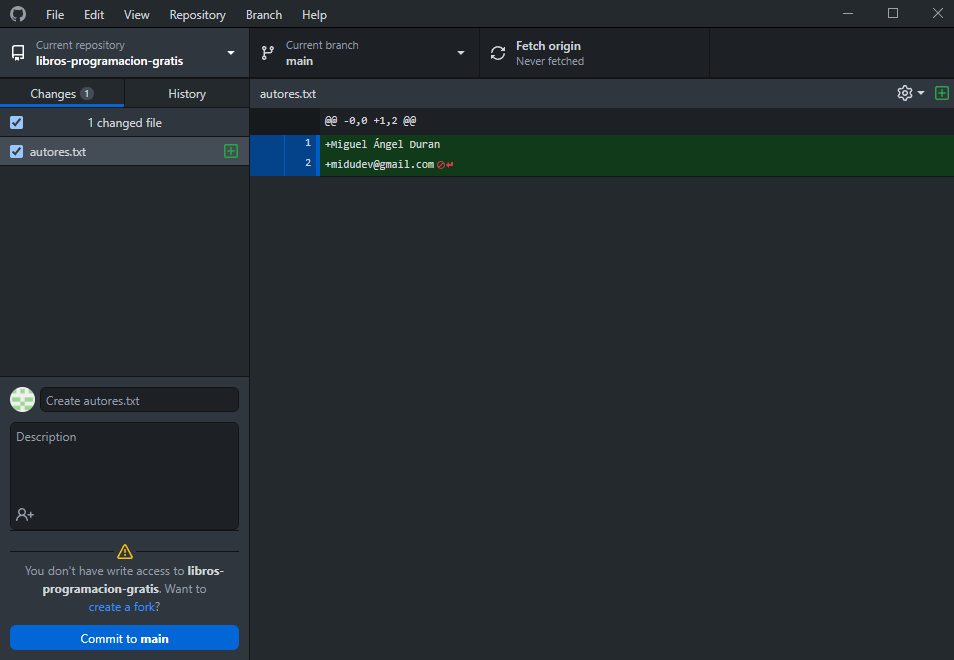 File Edit View Repository Branch Help
Current repository
libros-programacion-gratis
Current branch
main
Fetch origin
Never fetched
Changes 1
History
1 changed file
autores.txt
autores.txt
@@ -0,0 +1,2 @@
1 +Miguel Ángel Duran
2 +midudev@gmail.com
Create autores.txt
Description
You don't have write access to libros-
programacion-gratis. Want to
create a fork?
Commit to main